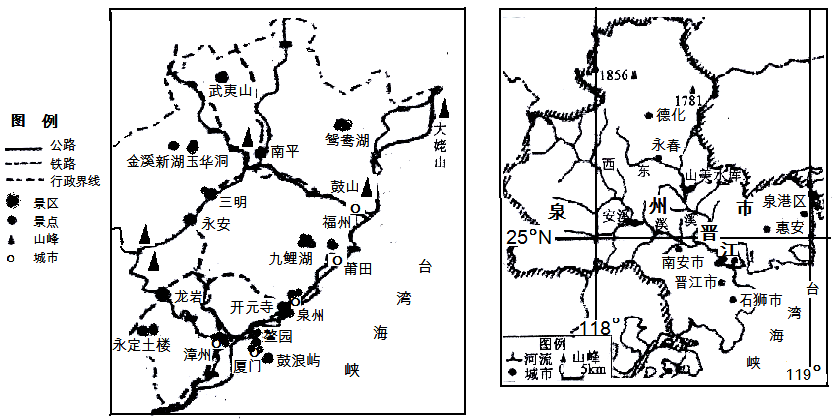 图 例
公路
铁路
行政界线
景区
景点
山峰
城市
武夷山
鸳鸯湖
大姥山
金溪新湖
玉华洞
南平
鼓山
三明
福州
永安
九鲤湖
莆田
台湾海峡
龙岩
开元寺
泉州
永定土楼
鳌园
漳州
厦门
鼓浪屿
1856
1781
德化
永春
西
东
山美水库
泉州市
泉港区
安溪
溪
溪
惠安
25°N
晋江
南安市
晋江市
石狮市
台湾海峡
118°
119°
图例
河流
山峰
城市
5km